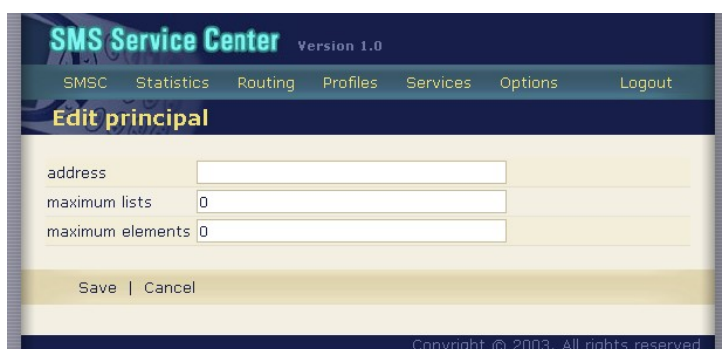 SMS Service Center Version 1.0
SMSC Statistics Routing Profiles Services Options Logout
Edit principal
address
maximum lists 0
maximum elements 0
Save | Cancel
Copyright © 2003. All rights reserved